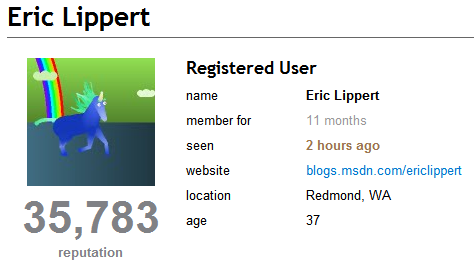 Eric Lippert
Registered User
name Eric Lippert
member for 11 months
seen 2 hours ago
website blogs.msdn.com/ericlippert
location Redmond, WA
age 37
35,783
reputation